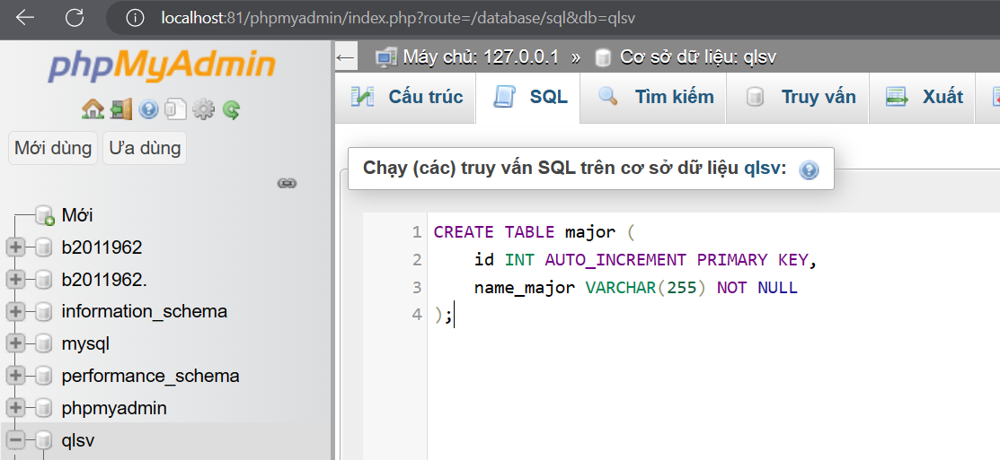 localhost:81/phpmyadmin/index.php?route=/database/sql&db=qlsv
phpMyAdmin
Mới dùng Ưa dùng
Mới
b2011962
b2011962.
information_schema
mysql
performance_schema
phpmyadmin
qlsv
Máy chủ: 127.0.0.1 » Cơ sở dữ liệu: qlsv
Cấu trúc SQL Tìm kiếm Truy vấn Xuất
Chạy (các) truy vấn SQL trên cơ sở dữ liệu qlsv:
1 CREATE TABLE major (
2 id INT AUTO_INCREMENT PRIMARY KEY,
3 name_major VARCHAR(255) NOT NULL
4 );